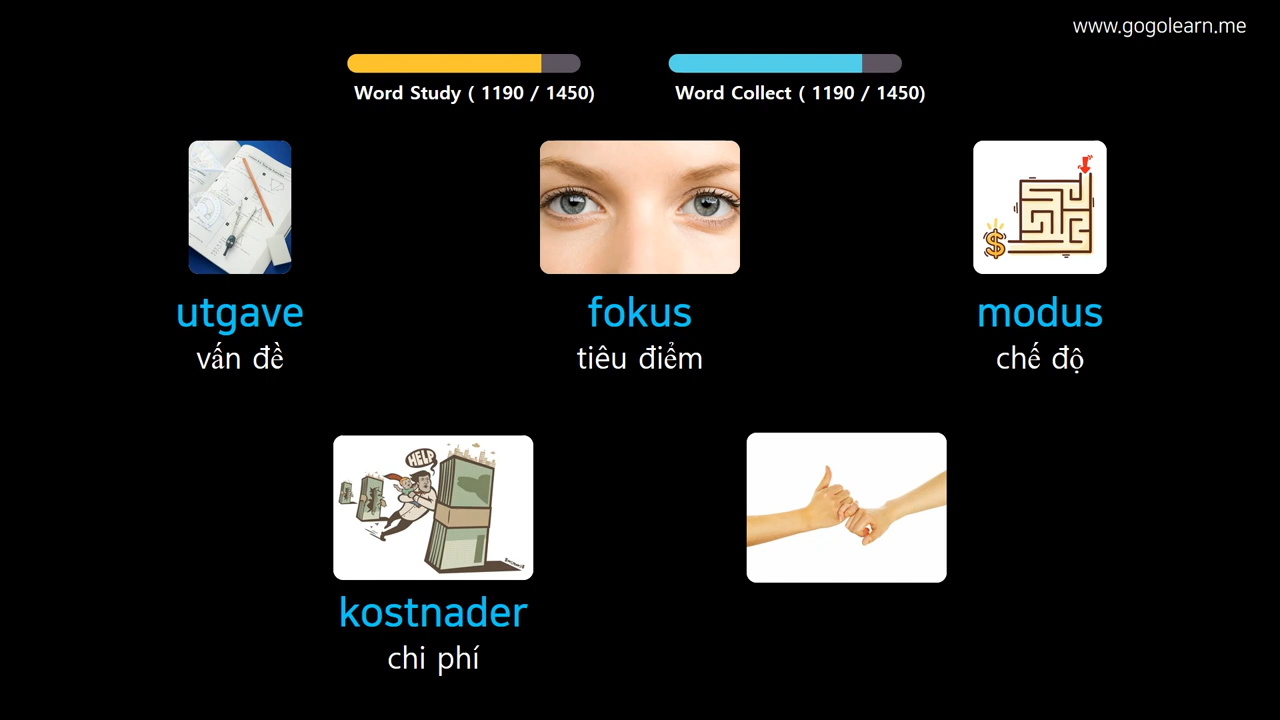 www.gogolearn.me
Word Study ( 1190 / 1450)
Word Collect ( 1190 / 1450)
utgave
vấn đề
fokus
tiêu điểm
modus
chế độ
HELP
kostnader
chi phí